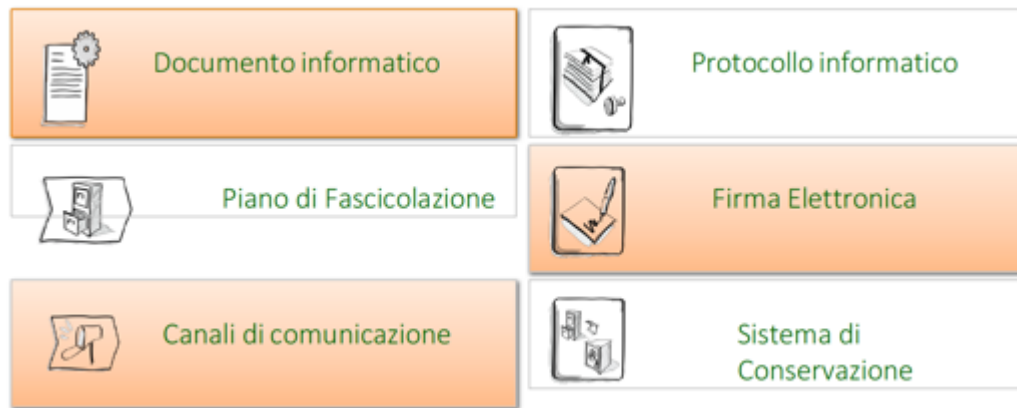 Documento informatico
Protocollo informatico
Piano di Fascicolazione
Firma Elettronica
Canali di comunicazione
Sistema di
Conservazione